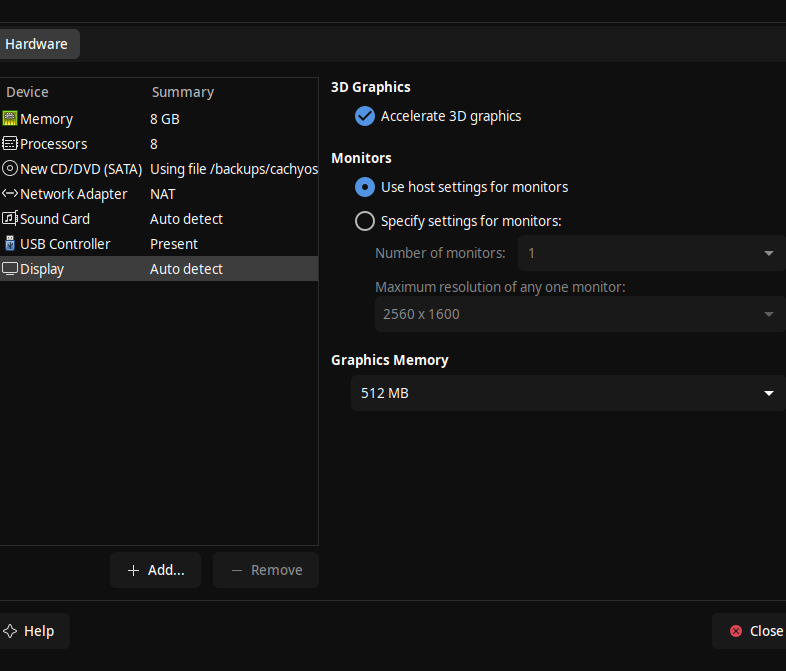 Hardware
Device Summary
Memory 8 GB
Processors 8
New CD/DVD (SATA) Using file /backups/cachyos
Network Adapter NAT
Sound Card Auto detect
USB Controller Present
Display Auto detect
Add...
Remove
3D Graphics
Accelerate 3D graphics
Monitors
Use host settings for monitors
Specify settings for monitors:
Number of monitors: 1
Maximum resolution of any one monitor:
2560 x 1600
Graphics Memory
512 MB
Help
Close